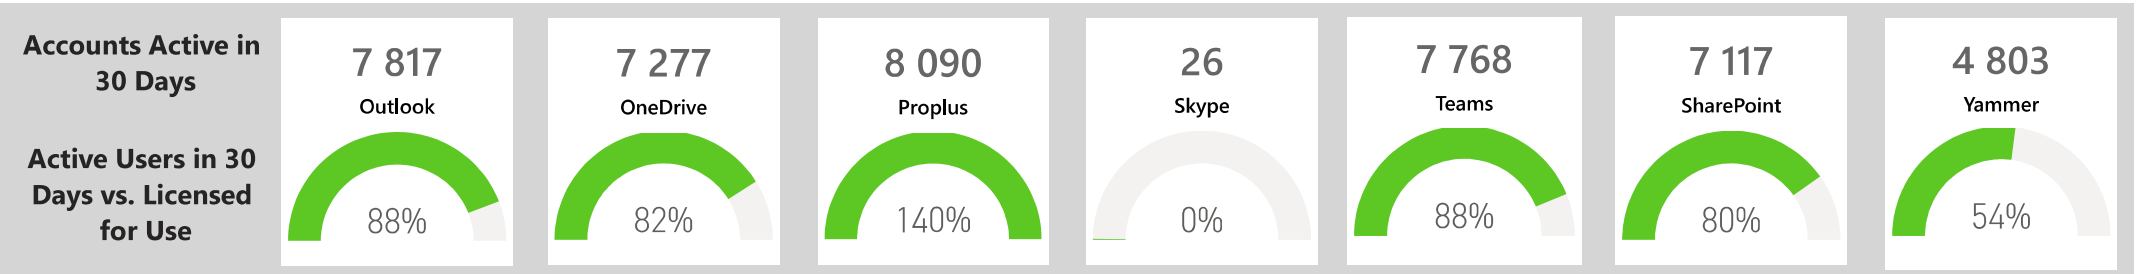 Accounts Active in
30 Days
Active Users in 30
Days vs. Licensed
for Use
7 817
Outlook
88%
7 277
OneDrive
82%
8 090
Proplus
140%
26
Skype
0%
7 768
Teams
88%
7 117
SharePoint
80%
4 803
Yammer
54%